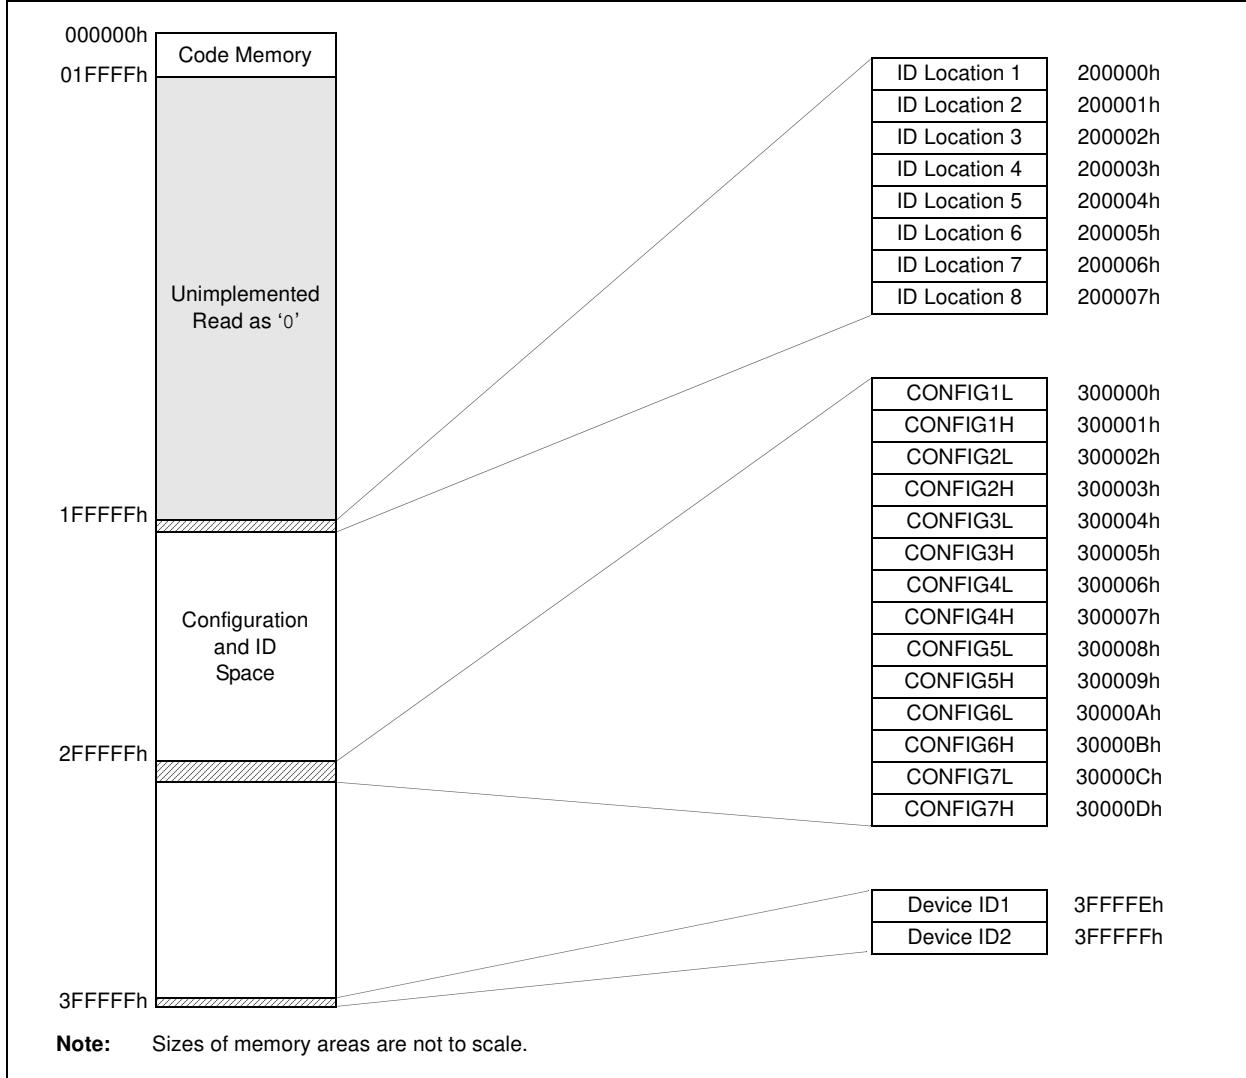 000000h
Code Memory
01FFFFh
Unimplemented
Read as ‘0’
1FFFFFh
Configuration
and ID
Space
2FFFFFh
3FFFFFh
ID Location 1 200000h
ID Location 2 200001h
ID Location 3 200002h
ID Location 4 200003h
ID Location 5 200004h
ID Location 6 200005h
ID Location 7 200006h
ID Location 8 200007h
CONFIG1L 300000h
CONFIG1H 300001h
CONFIG2L 300002h
CONFIG2H 300003h
CONFIG3L 300004h
CONFIG3H 300005h
CONFIG4L 300006h
CONFIG4H 300007h
CONFIG5L 300008h
CONFIG5H 300009h
CONFIG6L 30000Ah
CONFIG6H 30000Bh
CONFIG7L 30000Ch
CONFIG7H 30000Dh
Device ID1 3FFFFEh
Device ID2 3FFFFFh
Note: Sizes of memory areas are not to scale.